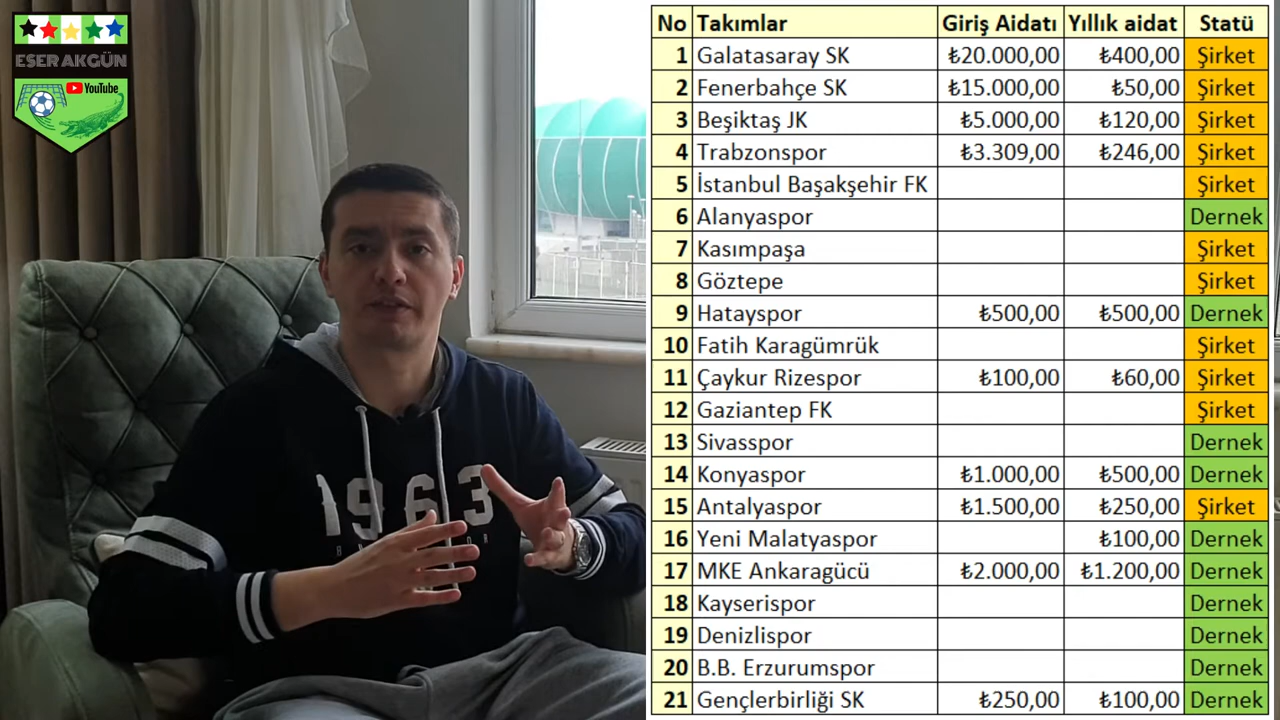 EŞER AKGÜN
YouTube
1963
No Takımlar Giriş Aidatı Yıllık aidat Statü
1 Galatasaray SK ₺20.000,00 ₺400,00 Şirket
2 Fenerbahçe SK ₺15.000,00 ₺50,00 Şirket
3 Beşiktaş JK ₺5.000,00 ₺120,00 Şirket
4 Trabzonspor ₺3.309,00 ₺246,00 Şirket
5 İstanbul Başakşehir FK Şirket
6 Alanyaspor Dernek
7 Kasımpaşa Şirket
8 Göztepe Şirket
9 Hatayspor ₺500,00 ₺500,00 Dernek
10 Fatih Karagümrük Şirket
11 Çaykur Rizespor ₺100,00 ₺60,00 Şirket
12 Gaziantep FK Şirket
13 Sivasspor Dernek
14 Konyaspor ₺1.000,00 ₺500,00 Dernek
15 Antalyaspor ₺1.500,00 ₺250,00 Şirket
16 Yeni Malatyaspor ₺100,00 Dernek
17 MKE Ankaragücü ₺2.000,00 ₺1.200,00 Dernek
18 Kayserispor Dernek
19 Denizlispor Dernek
20 B.B. Erzurumspor Dernek
21 Gençlerbirliği SK ₺250,00 ₺100,00 Dernek